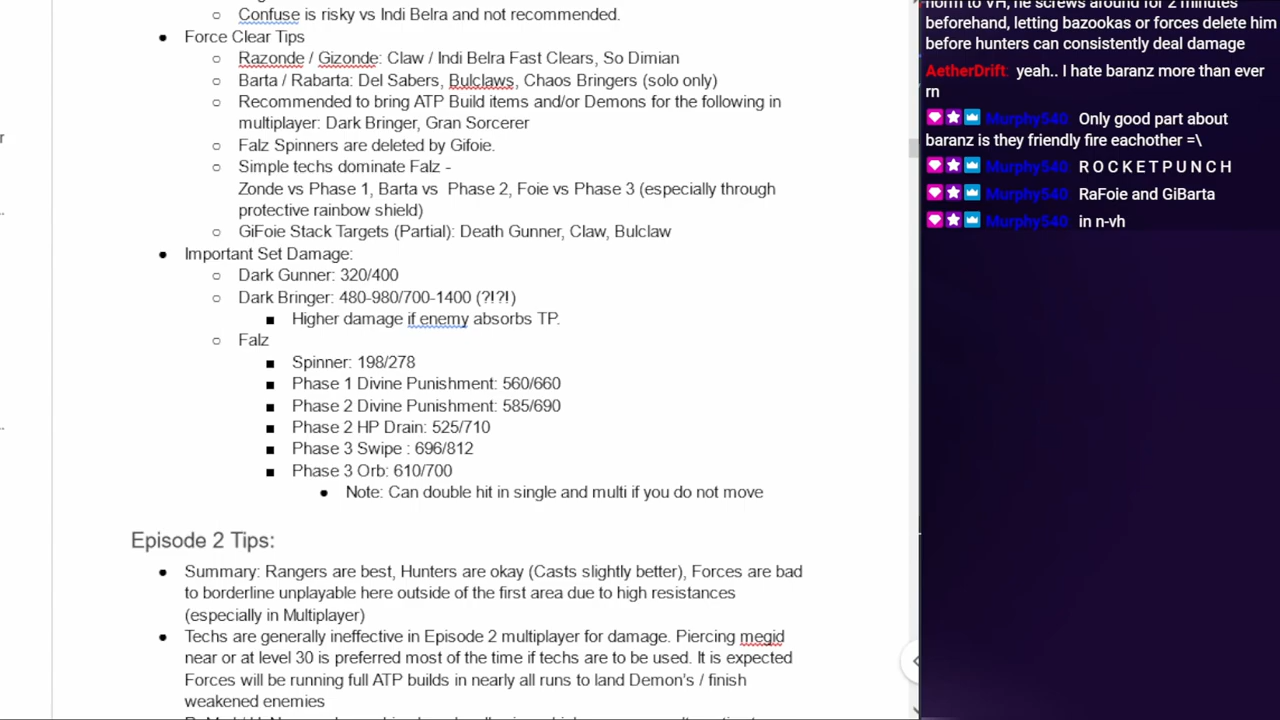 Confuse is risky vs Indi Belra and not recommended.
Force Clear Tips
Razonde / Gizonde: Claw / Indi Belra Fast Clears, So Dimian
Barta / Rabarta: Del Sabers, Bulclaws, Chaos Bringers (solo only)
Recommended to bring ATP Build items and/or Demons for the following in
multiplayer: Dark Bringer, Gran Sorcerer
Falz Spinners are deleted by Gifoie.
Simple techs dominate Falz -
Zonde vs Phase 1, Barta vs Phase 2, Foie vs Phase 3 (especially through
protective rainbow shield)
GiFoie Stack Targets (Partial): Death Gunner, Claw, Bulclaw
Important Set Damage:
Dark Gunner: 320/400
Dark Bringer: 480-980/700-1400 (?!?!)
Higher damage if enemy absorbs TP.
Falz
Spinner: 198/278
Phase 1 Divine Punishment: 560/660
Phase 2 Divine Punishment: 585/690
Phase 2 HP Drain: 525/710
Phase 3 Swipe : 696/812
Phase 3 Orb: 610/700
Note: Can double hit in single and multi if you do not move
Episode 2 Tips:
Summary: Rangers are best, Hunters are okay (Casts slightly better), Forces are bad
to borderline unplayable here outside of the first area due to high resistances
(especially in Multiplayer)
Techs are generally ineffective in Episode 2 multiplayer for damage. Piercing megid
near or at level 30 is preferred most of the time if techs are to be used. It is expected
Forces will be running full ATP builds in nearly all runs to land Demon's / finish
weakened enemies
norm to VH, he screws around for 2 minutes
beforehand, letting bazookas or forces delete him
before hunters can consistently deal damage
AetherDrift yeah.. I hate baranz more than ever
rn
Murphy540 Only good part about
baranz is they friendly fire eachother =\
Murphy540 R O C K E T P U N C H
Murphy540 RaFoie and GiBarta
Murphy540 in n-vh